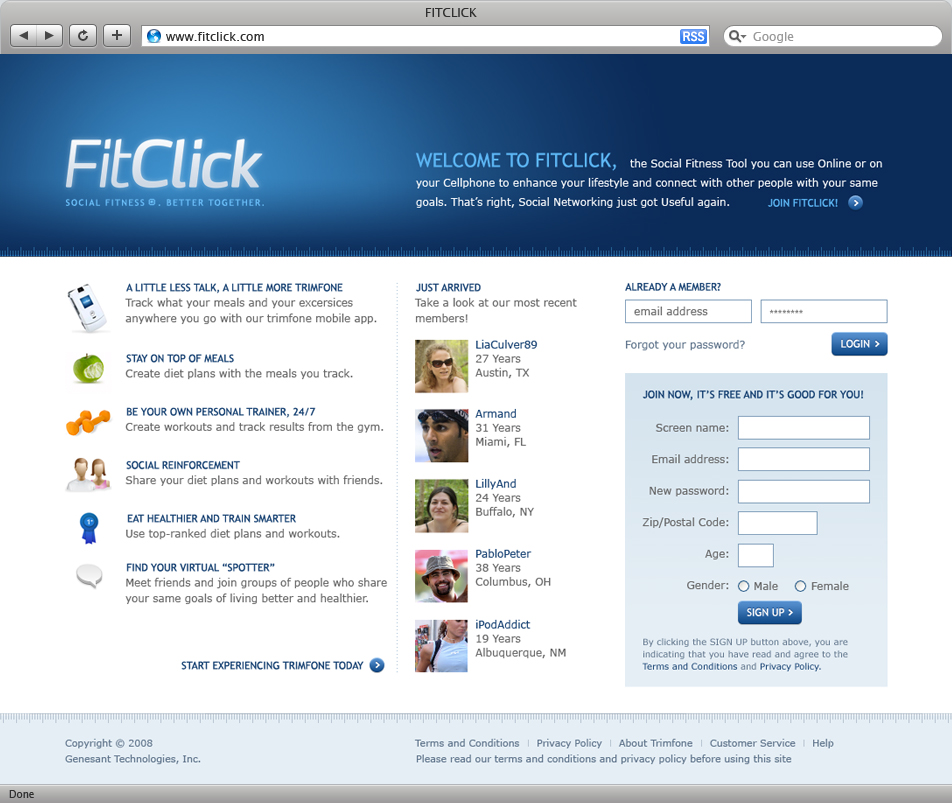 FITCLICK
www.fitclick.com
RSS
Google
FitClick
SOCIAL FITNESS ®. BETTER TOGETHER.
WELCOME TO FITCLICK, the Social Fitness Tool you can use Online or on
your Cellphone to enhance your lifestyle and connect with other people with your same
goals. That's right, Social Networking just got Useful again. JOIN FITCLICK!
A LITTLE LESS TALK, A LITTLE MORE TRIMFONE
Track what your meals and your excersices
anywhere you go with our trimfone mobile app.
STAY ON TOP OF MEALS
Create diet plans with the meals you track.
BE YOUR OWN PERSONAL TRAINER, 24/7
Create workouts and track results from the gym.
SOCIAL REINFORCEMENT
Share your diet plans and workouts with friends.
EAT HEALTHIER AND TRAIN SMARTER
Use top-ranked diet plans and workouts.
FIND YOUR VIRTUAL “SPOTTER”
Meet friends and join groups of people who share
your same goals of living better and healthier.
START EXPERIENCING TRIMFONE TODAY
JUST ARRIVED
Take a look at our most recent
members!
LiaCulver89
27 Years
Austin, TX
Armand
31 Years
Miami, FL
LillyAnd
24 Years
Buffalo, NY
PabloPeter
38 Years
Columbus, OH
iPodAddict
19 Years
Albuquerque, NM
ALREADY A MEMBER?
email address ********
Forgot your password? LOGIN >
JOIN NOW, IT'S FREE AND IT'S GOOD FOR YOU!
Screen name:
Email address:
New password:
Zip/Postal Code:
Age:
Gender: Male Female
SIGN UP >
By clicking the SIGN UP button above, you are
indicating that you have read and agree to the
Terms and Conditions and Privacy Policy.
Copyright © 2008
Genesant Technologies, Inc.
Terms and Conditions | Privacy Policy | About Trimfone | Customer Service | Help
Please read our terms and conditions and privacy policy before using this site
Done